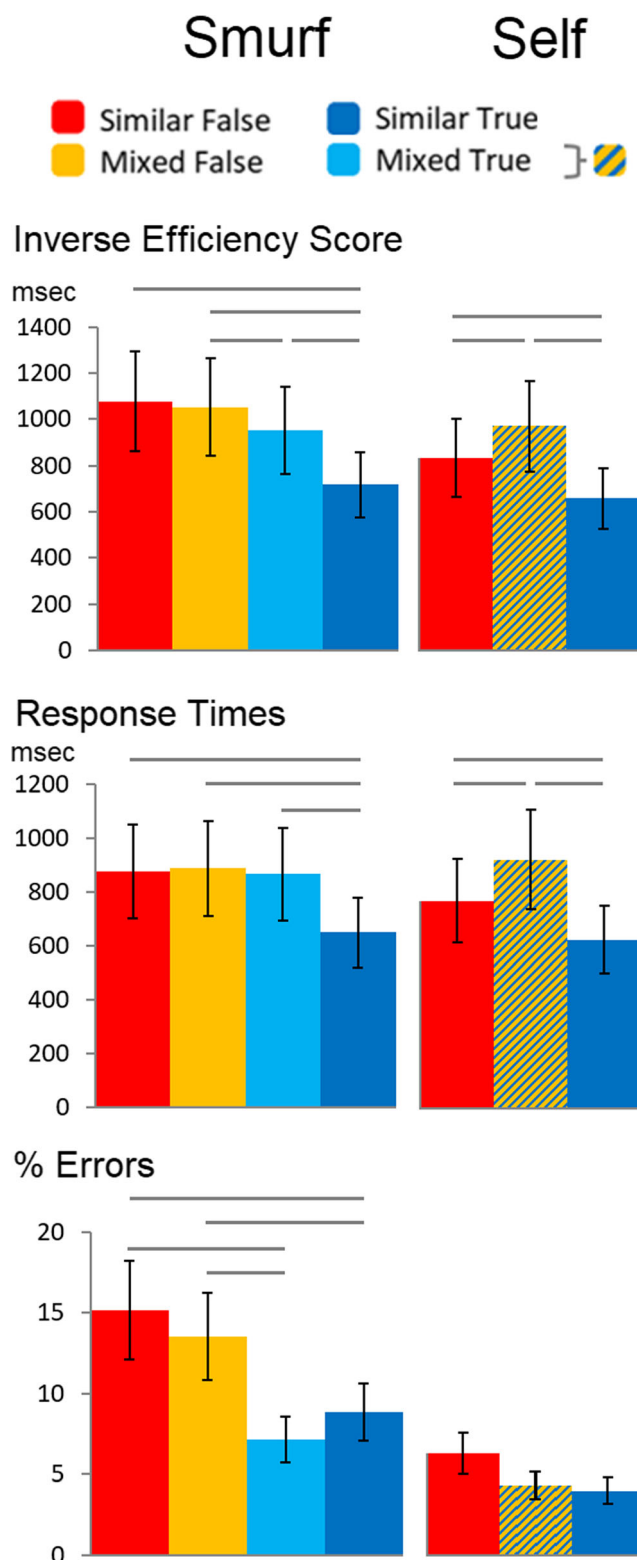 Smurf Self
Similar False Similar True
Mixed False Mixed True }
Inverse Efficiency Score
msec
1400
1200
1000
800
600
400
200
0
Response Times
msec
1200
1000
800
600
400
200
0
% Errors
20
15
10
5
0